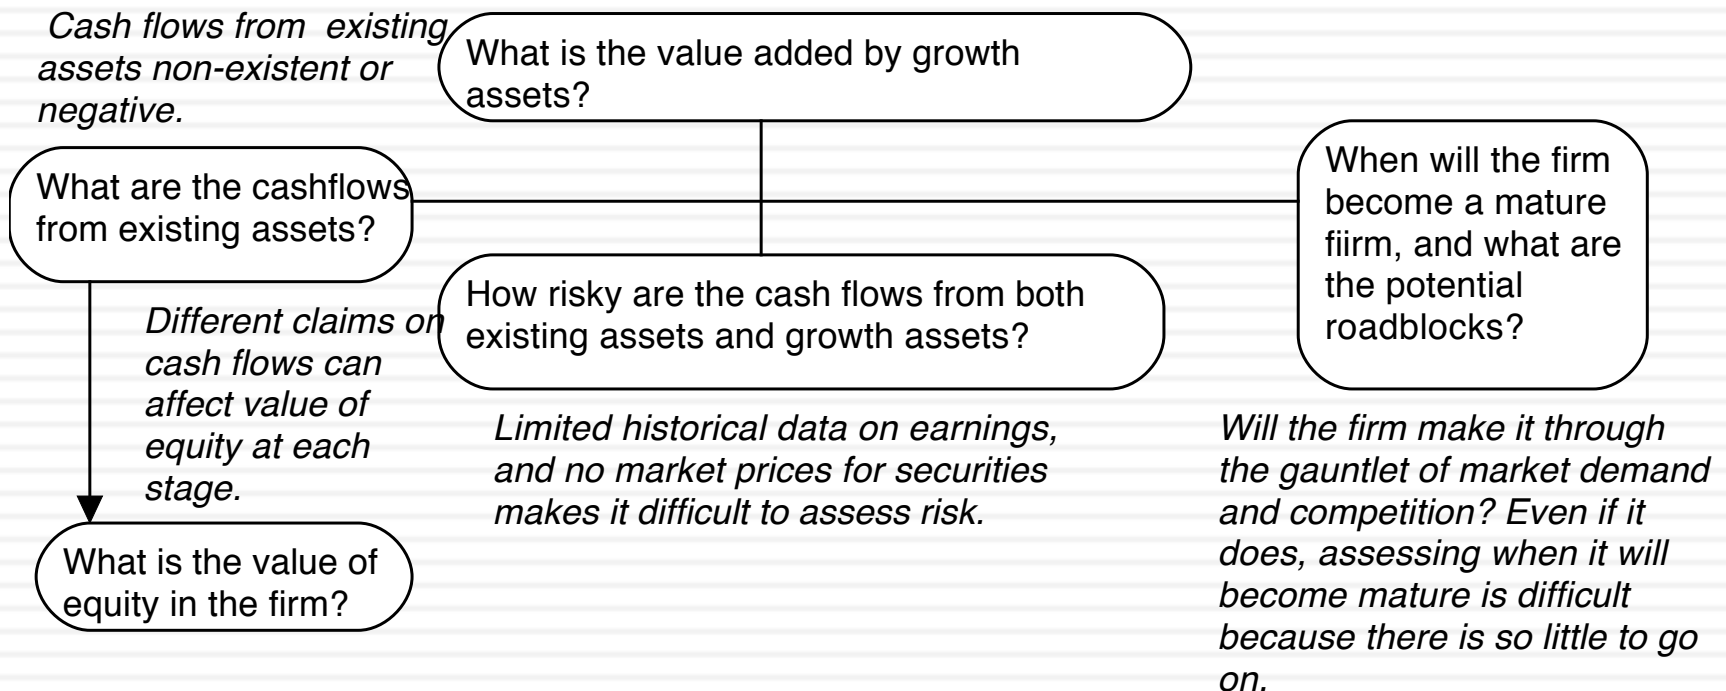 Cash flows from existing
assets non-existent or
negative.
What is the value added by growth
assets?
What are the cashflows
from existing assets?
When will the firm
become a mature
fiirm, and what are
the potential
roadblocks?
How risky are the cash flows from both
existing assets and growth assets?
Different claims on
cash flows can
affect value of
equity at each
stage.
Limited historical data on earnings,
and no market prices for securities
makes it difficult to assess risk.
Will the firm make it through
the gauntlet of market demand
and competition? Even if it
does, assessing when it will
become mature is difficult
because there is so little to go
on.
What is the value of
equity in the firm?